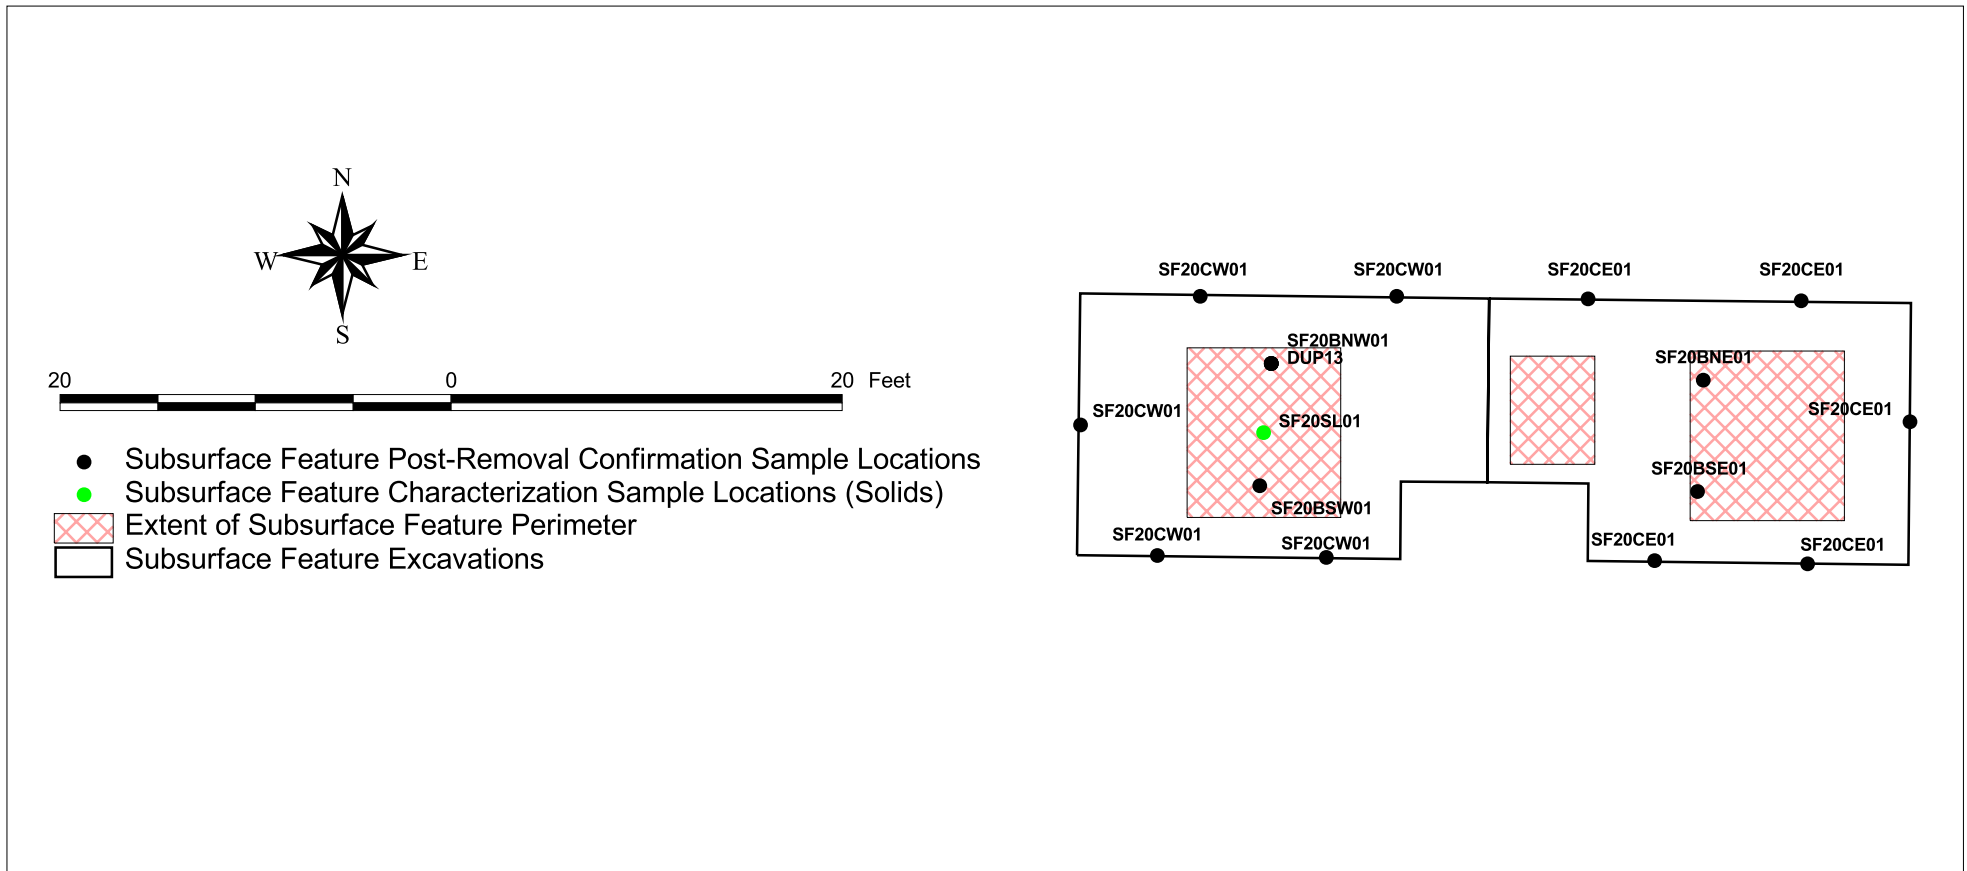 N
W E
S
20 0 20 Feet
Subsurface Feature Post-Removal Confirmation Sample Locations
Subsurface Feature Characterization Sample Locations (Solids)
Extent of Subsurface Feature Perimeter
Subsurface Feature Excavations
SF20CW01 SF20CW01 SF20CE01 SF20CE01
SF20BNW01
DUP13
SF20BNE01
SF20CW01
SF20SL01
SF20CE01
SF20BSE01
SF20BSW01
SF20CW01
SF20CW01
SF20CE01
SF20CE01